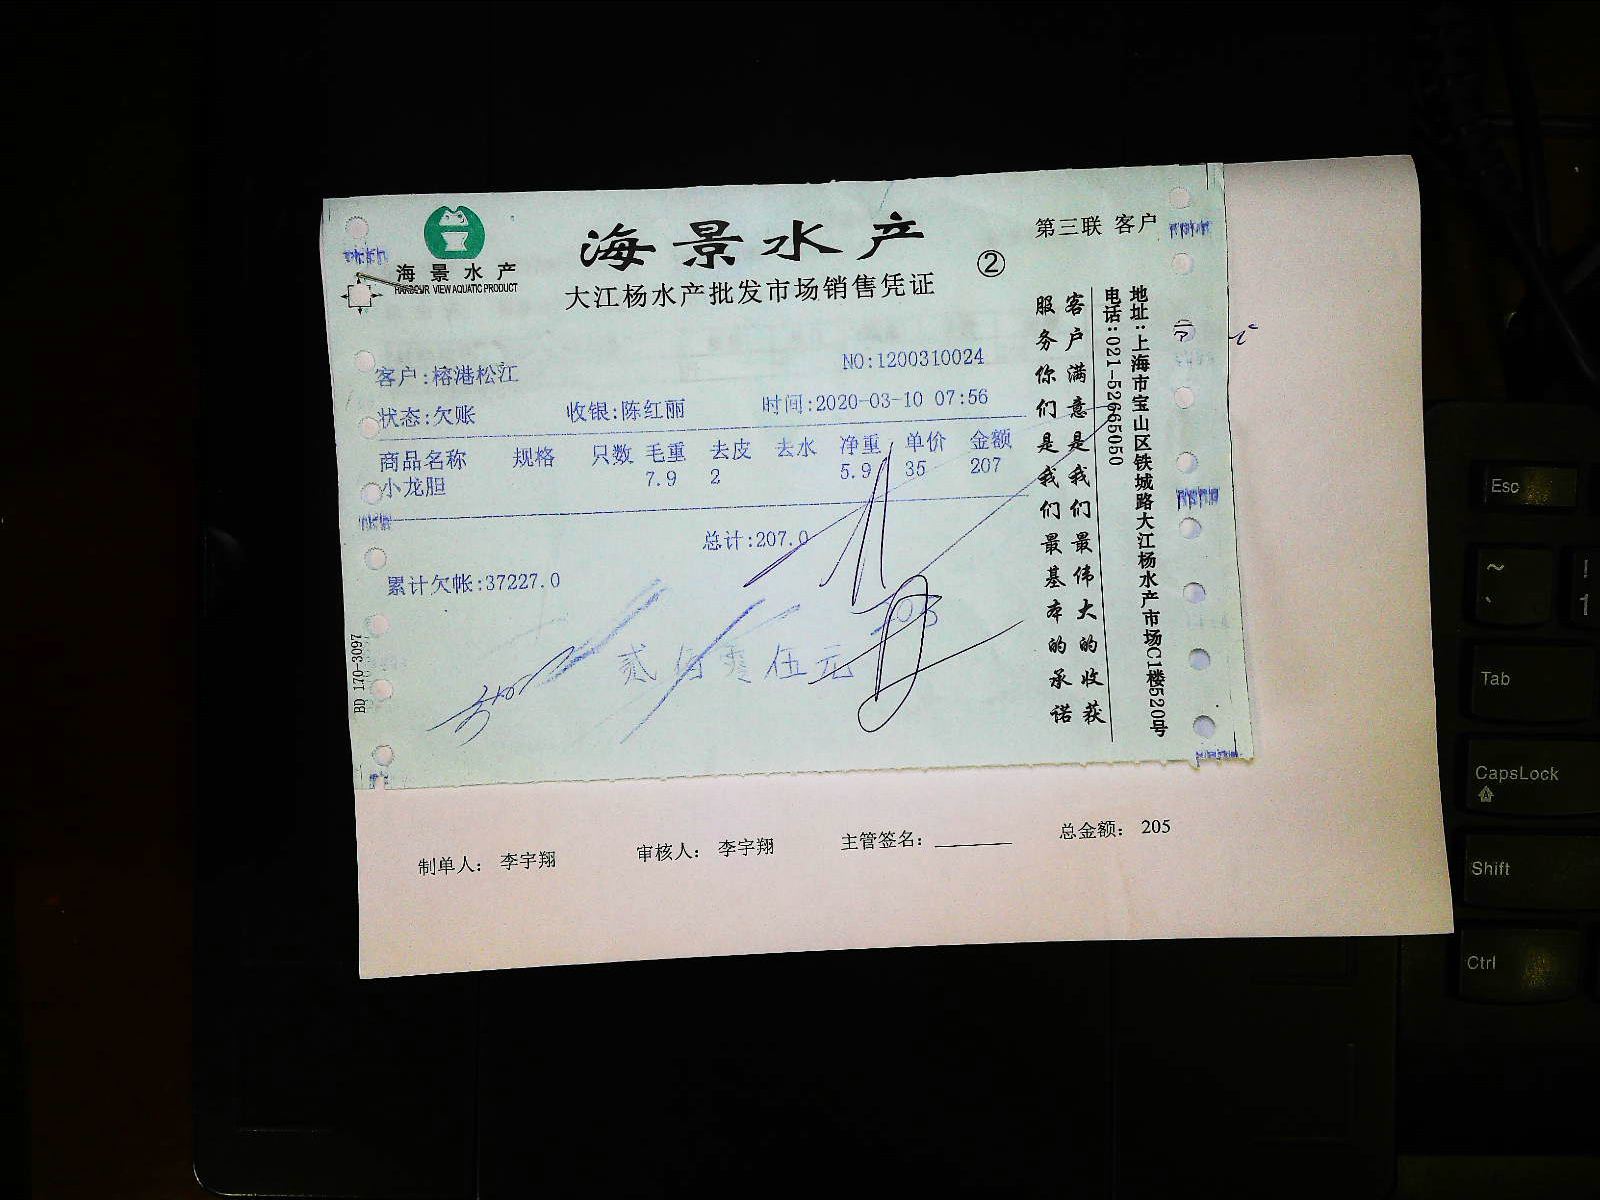 海景水产
HARBOUR VIEW AQUATIC PRODUCT
海景水产
大江杨水产批发市场销售凭证
②
第三联 客户
客户:榕港松江
NO:1200310024
状态:欠账 收银:陈红丽 时间:2020-03-10 07:56
商品名称 规格 只数 毛重 去皮 去水 净重 单价 金额
小龙胆 7.9 2 5.9 35 207
总计:207.0
累计欠帐:37227.0
205
贰佰零伍元
BD 170-3097
客户满意是我们最伟大的收获
服务你们是我们最基本的承诺
地址:上海市宝山区铁城路大江杨水产市场C1楼520号
电话:021-52665050
制单人: 李宇翔 审核人: 李宇翔 主管签名: 总金额: 205
Esc
~
!
1
Tab
CapsLock
A
Shift
Ctrl